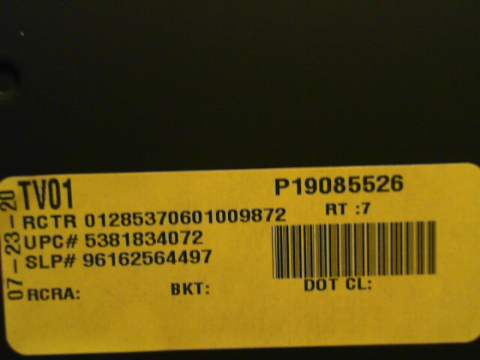 TV01
P19085526
RCTR 01285370601009872
RT :7
UPC# 5381834072
SLP# 96162564497
RCRA: BKT: DOT CL:
07-23-20